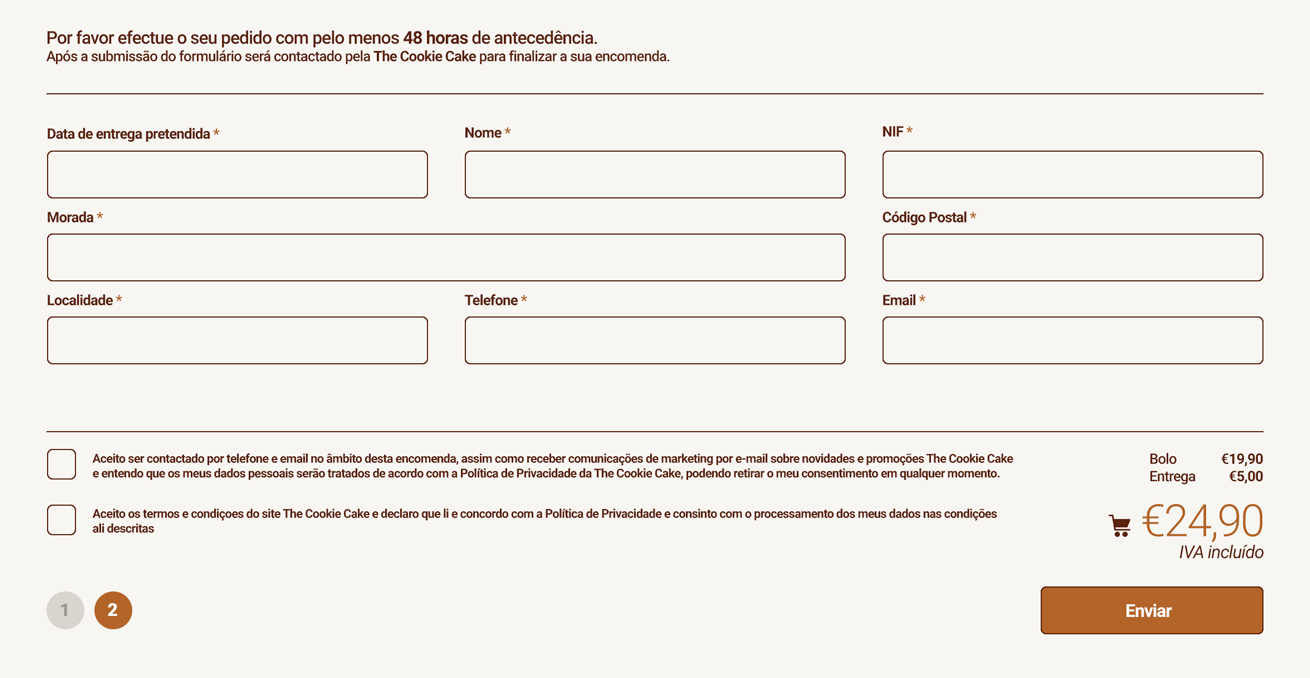 Por favor efectue o seu pedido com pelo menos 48 horas de antecedência.
Após a submissão do formulário será contactado pela The Cookie Cake para finalizar a sua encomenda.
Data de entrega pretendida *
Nome *
NIF *
Morada *
Código Postal *
Localidade *
Telefone *
Email *
Aceito ser contactado por telefone e email no âmbito desta encomenda, assim como receber comunicações de marketing por e-mail sobre novidades e promoções The Cookie Cake
e entendo que os meus dados pessoais serão tratados de acordo com a Política de Privacidade da The Cookie Cake, podendo retirar o meu consentimento em qualquer momento.
Aceito os termos e condiçoes do site The Cookie Cake e declaro que li e concordo com a Política de Privacidade e consinto com o processamento dos meus dados nas condições
ali descritas
Bolo €19,90
Entrega €5,00
€24,90
IVA incluído
1 2
Enviar